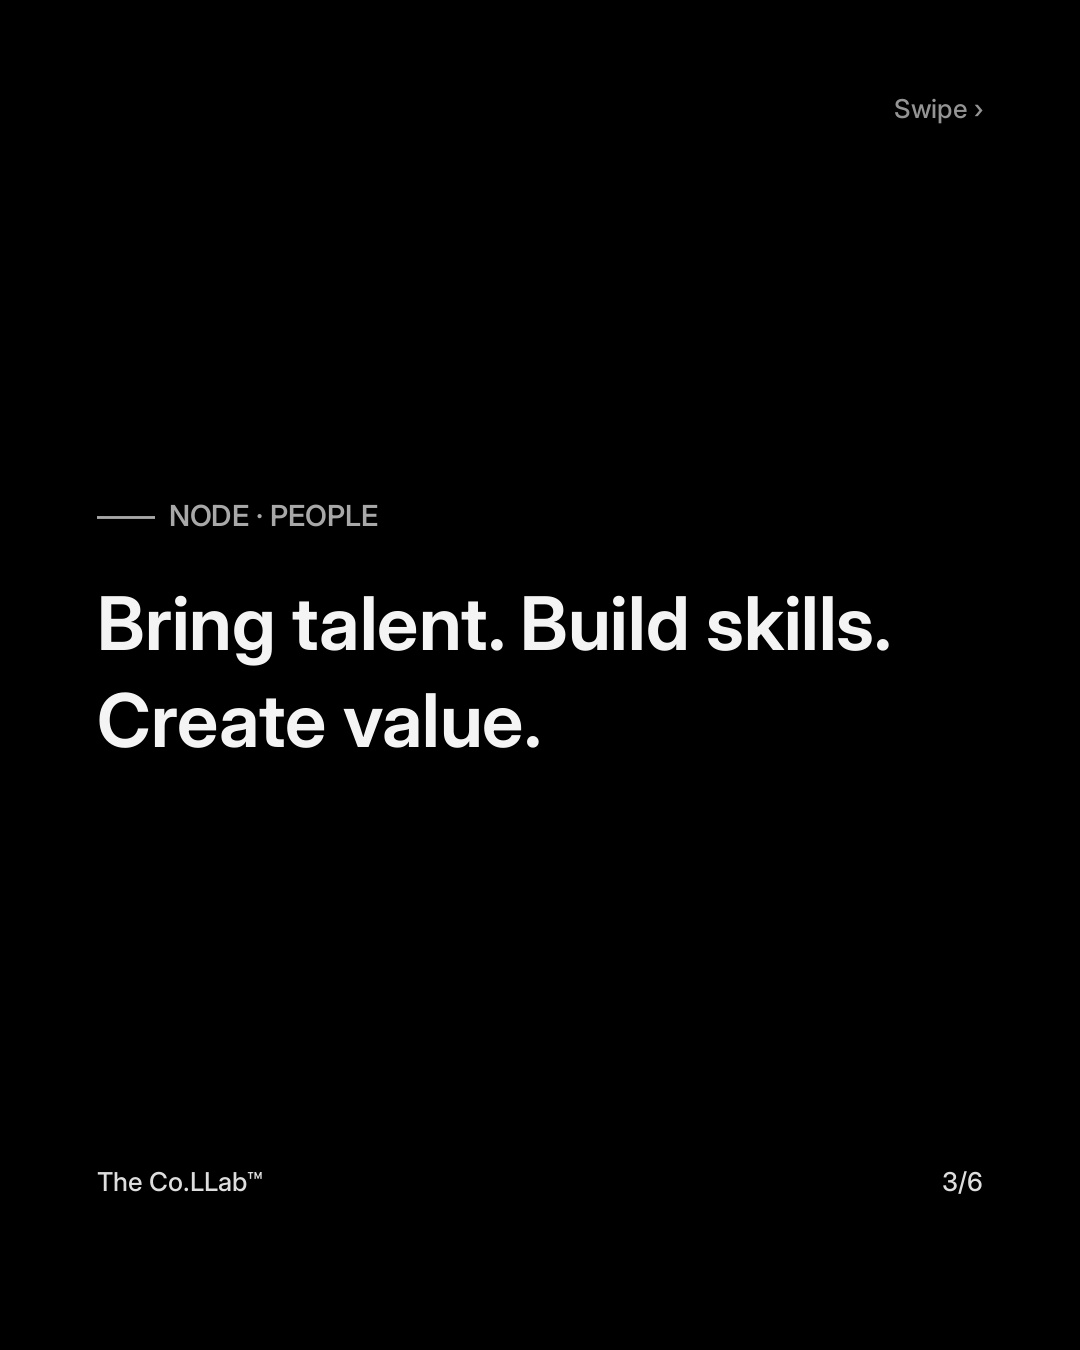 Swipe ›
NODE · PEOPLE
Bring talent. Build skills.
Create value.
The Co.LLab™
3/6